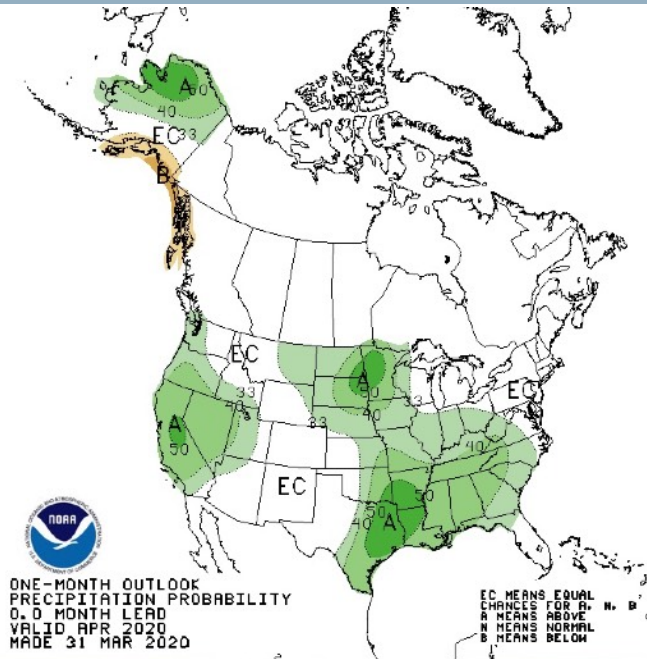 A
50
40
EC
33
B
EC
A
50
33
33
40
33
40
EC
A
50
40
EC
50
50
A
40
NOAA
ONE-MONTH OUTLOOK
PRECIPITATION PROBABILITY
0.0 MONTH LEAD
VALID APR 2020
MADE 31 MAR 2020
EC MEANS EQUAL
CHANCES FOR A, N, B
A MEANS ABOVE
N MEANS NORMAL
B MEANS BELOW